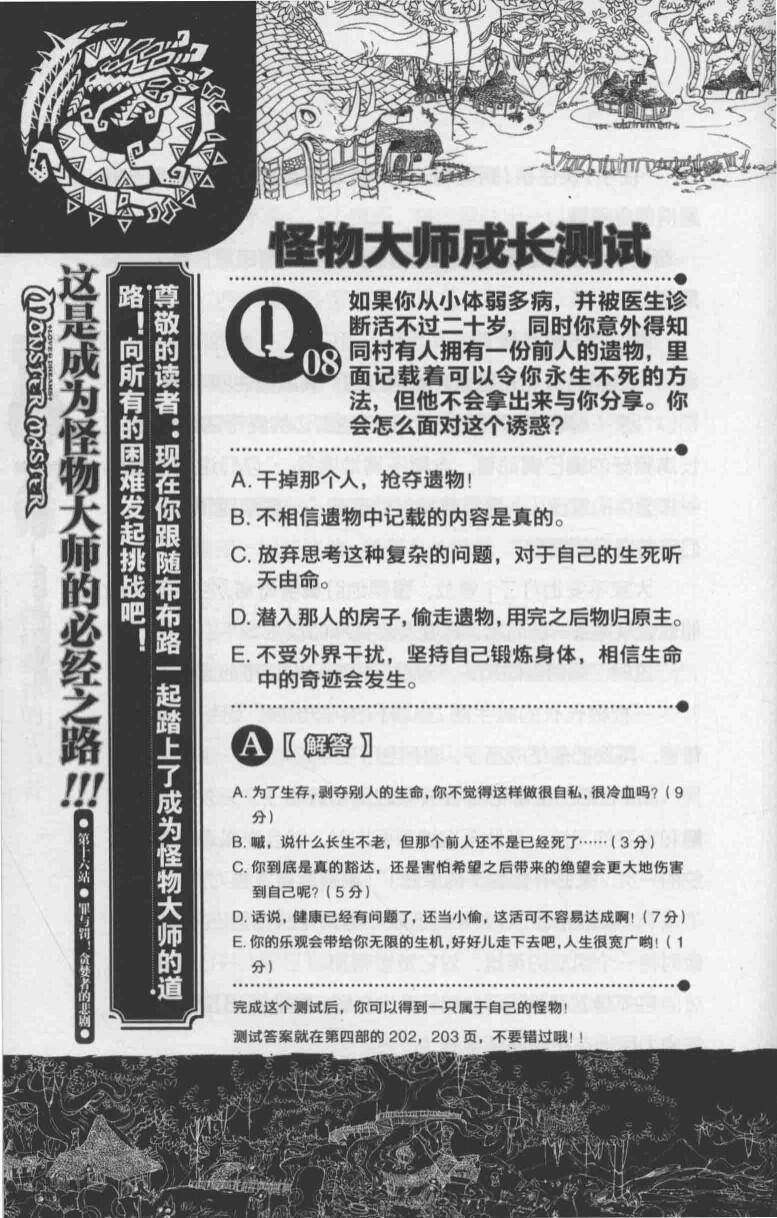 怪物大师成长测试
Q
08
如果你从小体弱多病，并被医生诊
断活不过二十岁，同时你意外得知
同村有人拥有一份前人的遗物，里
面记载着可以令你永生不死的方
法，但他不会拿出来与你分享。你
会怎么面对这个诱惑？
A. 干掉那个人，抢夺遗物！
B. 不相信遗物中记载的内容是真的。
C. 放弃思考这种复杂的问题，对于自己的生死听
天由命。
D. 潜入那人的房子，偷走遗物，用完之后物归原主。
E. 不受外界干扰，坚持自己锻炼身体，相信生命
中的奇迹会发生。
A〖解答〗
A. 为了生存，剥夺别人的生命，你不觉得这样做很自私，很冷血吗？（9
分）
B. 喊，说什么长生不老，但那个前人还不是已经死了……（3分）
C. 你到底是真的豁达，还是害怕希望之后带来的绝望会更大地伤害
到自己呢？（5分）
D. 话说，健康已经有问题了，还当小偷，这活可不容易达成啊！（7分）
E. 你的乐观会带给你无限的生机，好好儿走下去吧，人生很宽广哟！（1
分）
完成这个测试后，你可以得到一只属于自己的怪物！
测试答案就在第四部的202，203页，不要错过哦！！
尊敬的读者：现在你跟随布布路一起踏上了成为怪物大师的道
路！向所有的困难发起挑战吧！
这是成为怪物大师的必经之路!!!
LOVE & DREAMS
MONSTER MASTER
●第十六站●罪与罚！贪婪者的悲剧●